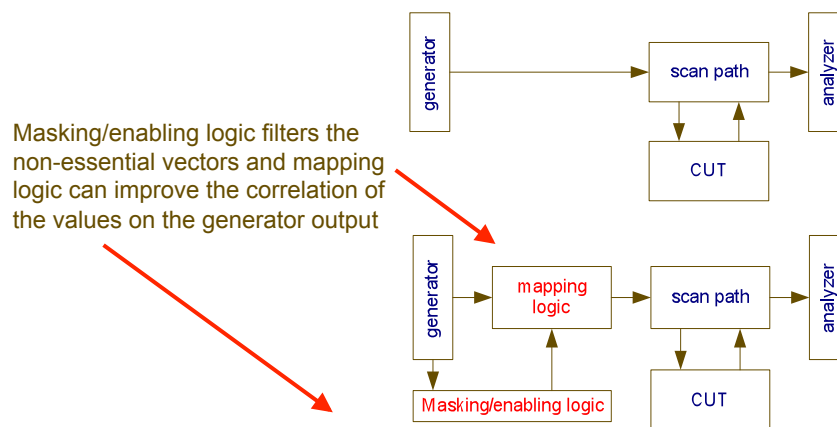 generator
scan path
analyzer
CUT
Masking/enabling logic filters the
non-essential vectors and mapping
logic can improve the correlation of
the values on the generator output
generator
mapping
logic
scan path
analyzer
Masking/enabling logic
CUT